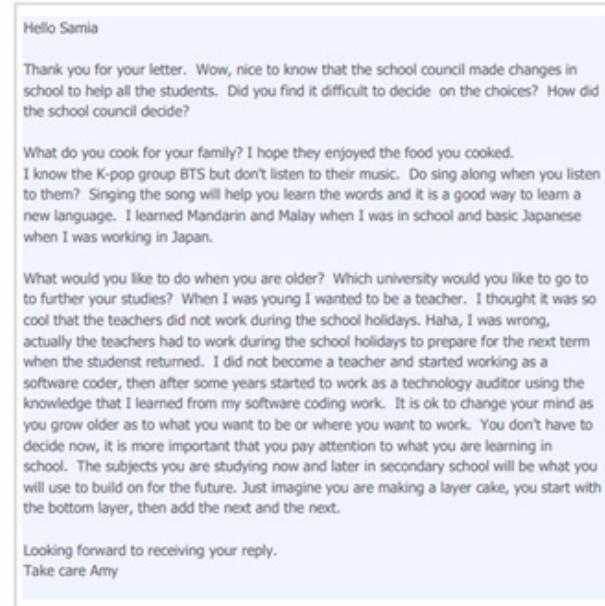 Hello Samia
Thank you for your letter. Wow, nice to know that the school council made changes in
school to help all the students. Did you find it difficult to decide on the choices? How did
the school council decide?
What do you cook for your family? I hope they enjoyed the food you cooked.
I know the K-pop group BTS but don't listen to their music. Do sing along when you listen
to them? Singing the song will help you learn the words and it is a good way to learn a
new language. I learned Mandarin and Malay when I was in school and basic Japanese
when I was working in Japan.
What would you like to do when you are older? Which university would you like to go to
to further your studies? When I was young I wanted to be a teacher. I thought it was so
cool that the teachers did not work during the school holidays. Haha, I was wrong,
actually the teachers had to work during the school holidays to prepare for the next term
when the studenst returned. I did not become a teacher and started working as a
software coder, then after some years started to work as a technology auditor using the
knowledge that I learned from my software coding work. It is ok to change your mind as
you grow older as to what you want to be or where you want to work. You don't have to
decide now, it is more important that you pay attention to what you are learning in
school. The subjects you are studying now and later in secondary school will be what you
will use to build on for the future. Just imagine you are making a layer cake, you start with
the bottom layer, then add the next and the next.
Looking forward to receiving your reply.
Take care Amy